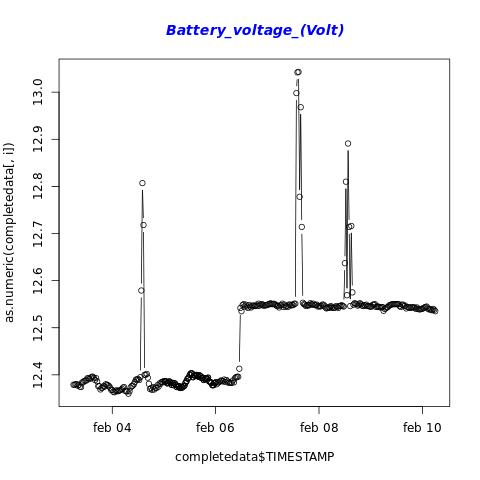 Battery_voltage_(Volt)
as.numeric(completedata[, i])
13.0
12.9
12.8
12.7
12.6
12.5
12.4
feb 04
feb 06
feb 08
feb 10
completedata$TIMESTAMP